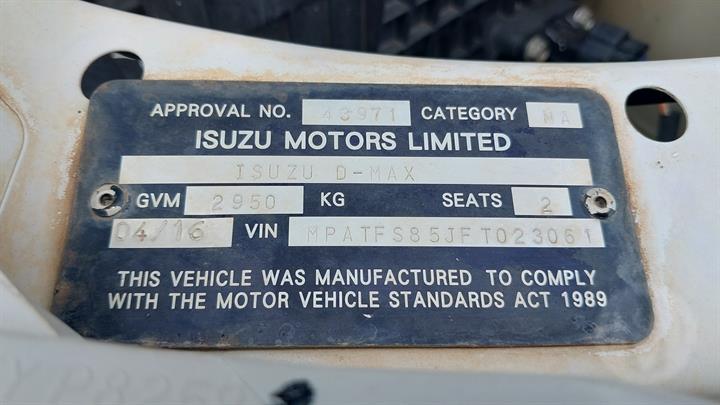 APPROVAL NO. 43971 CATEGORY NA
ISUZU MOTORS LIMITED
ISUZU D-MAX
GVM 2950 KG SEATS 2
04/16 VIN MPATFS85JFT023061
THIS VEHICLE WAS MANUFACTURED TO COMPLY
WITH THE MOTOR VEHICLE STANDARDS ACT 1989